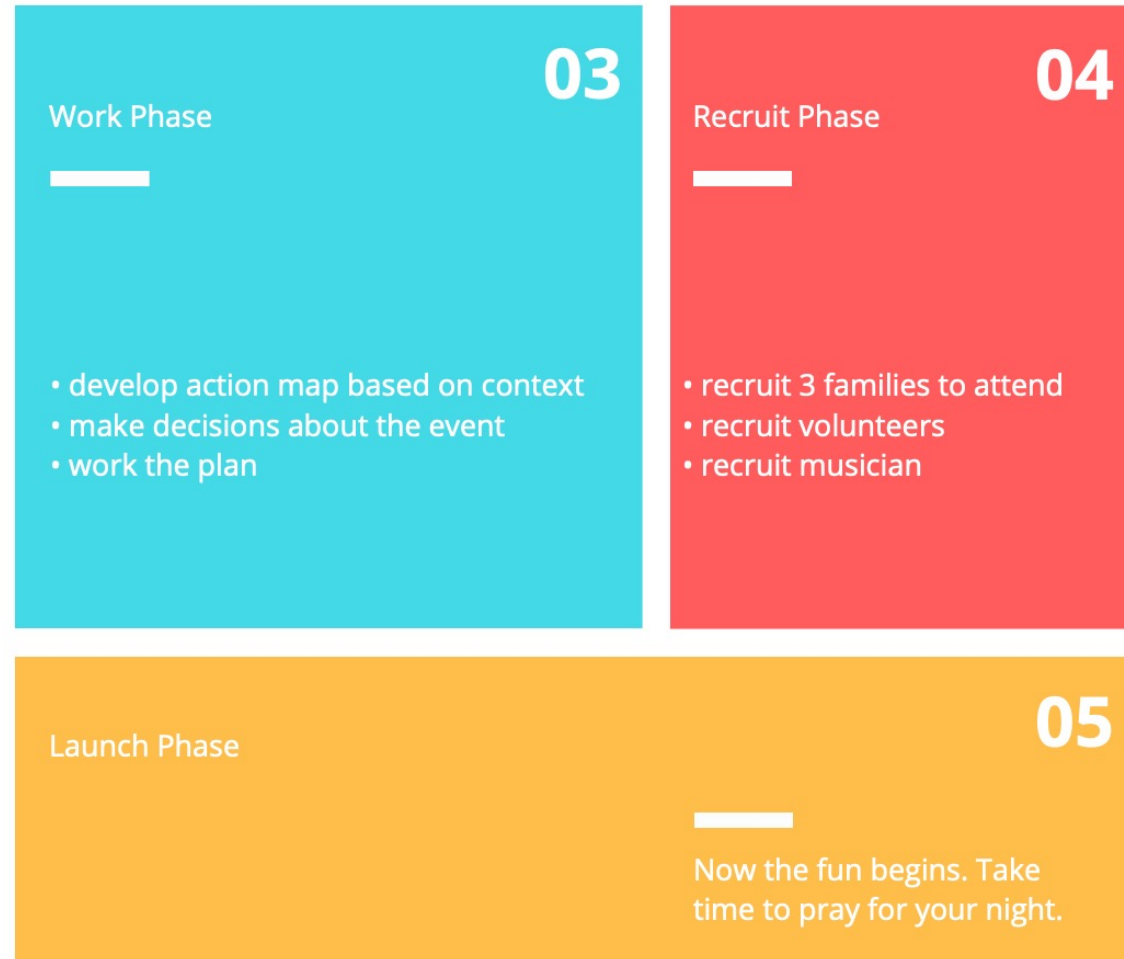 03
Work Phase
• develop action map based on context
• make decisions about the event
• work the plan
04
Recruit Phase
• recruit 3 families to attend
• recruit volunteers
• recruit musician
05
Launch Phase
Now the fun begins. Take
time to pray for your night.